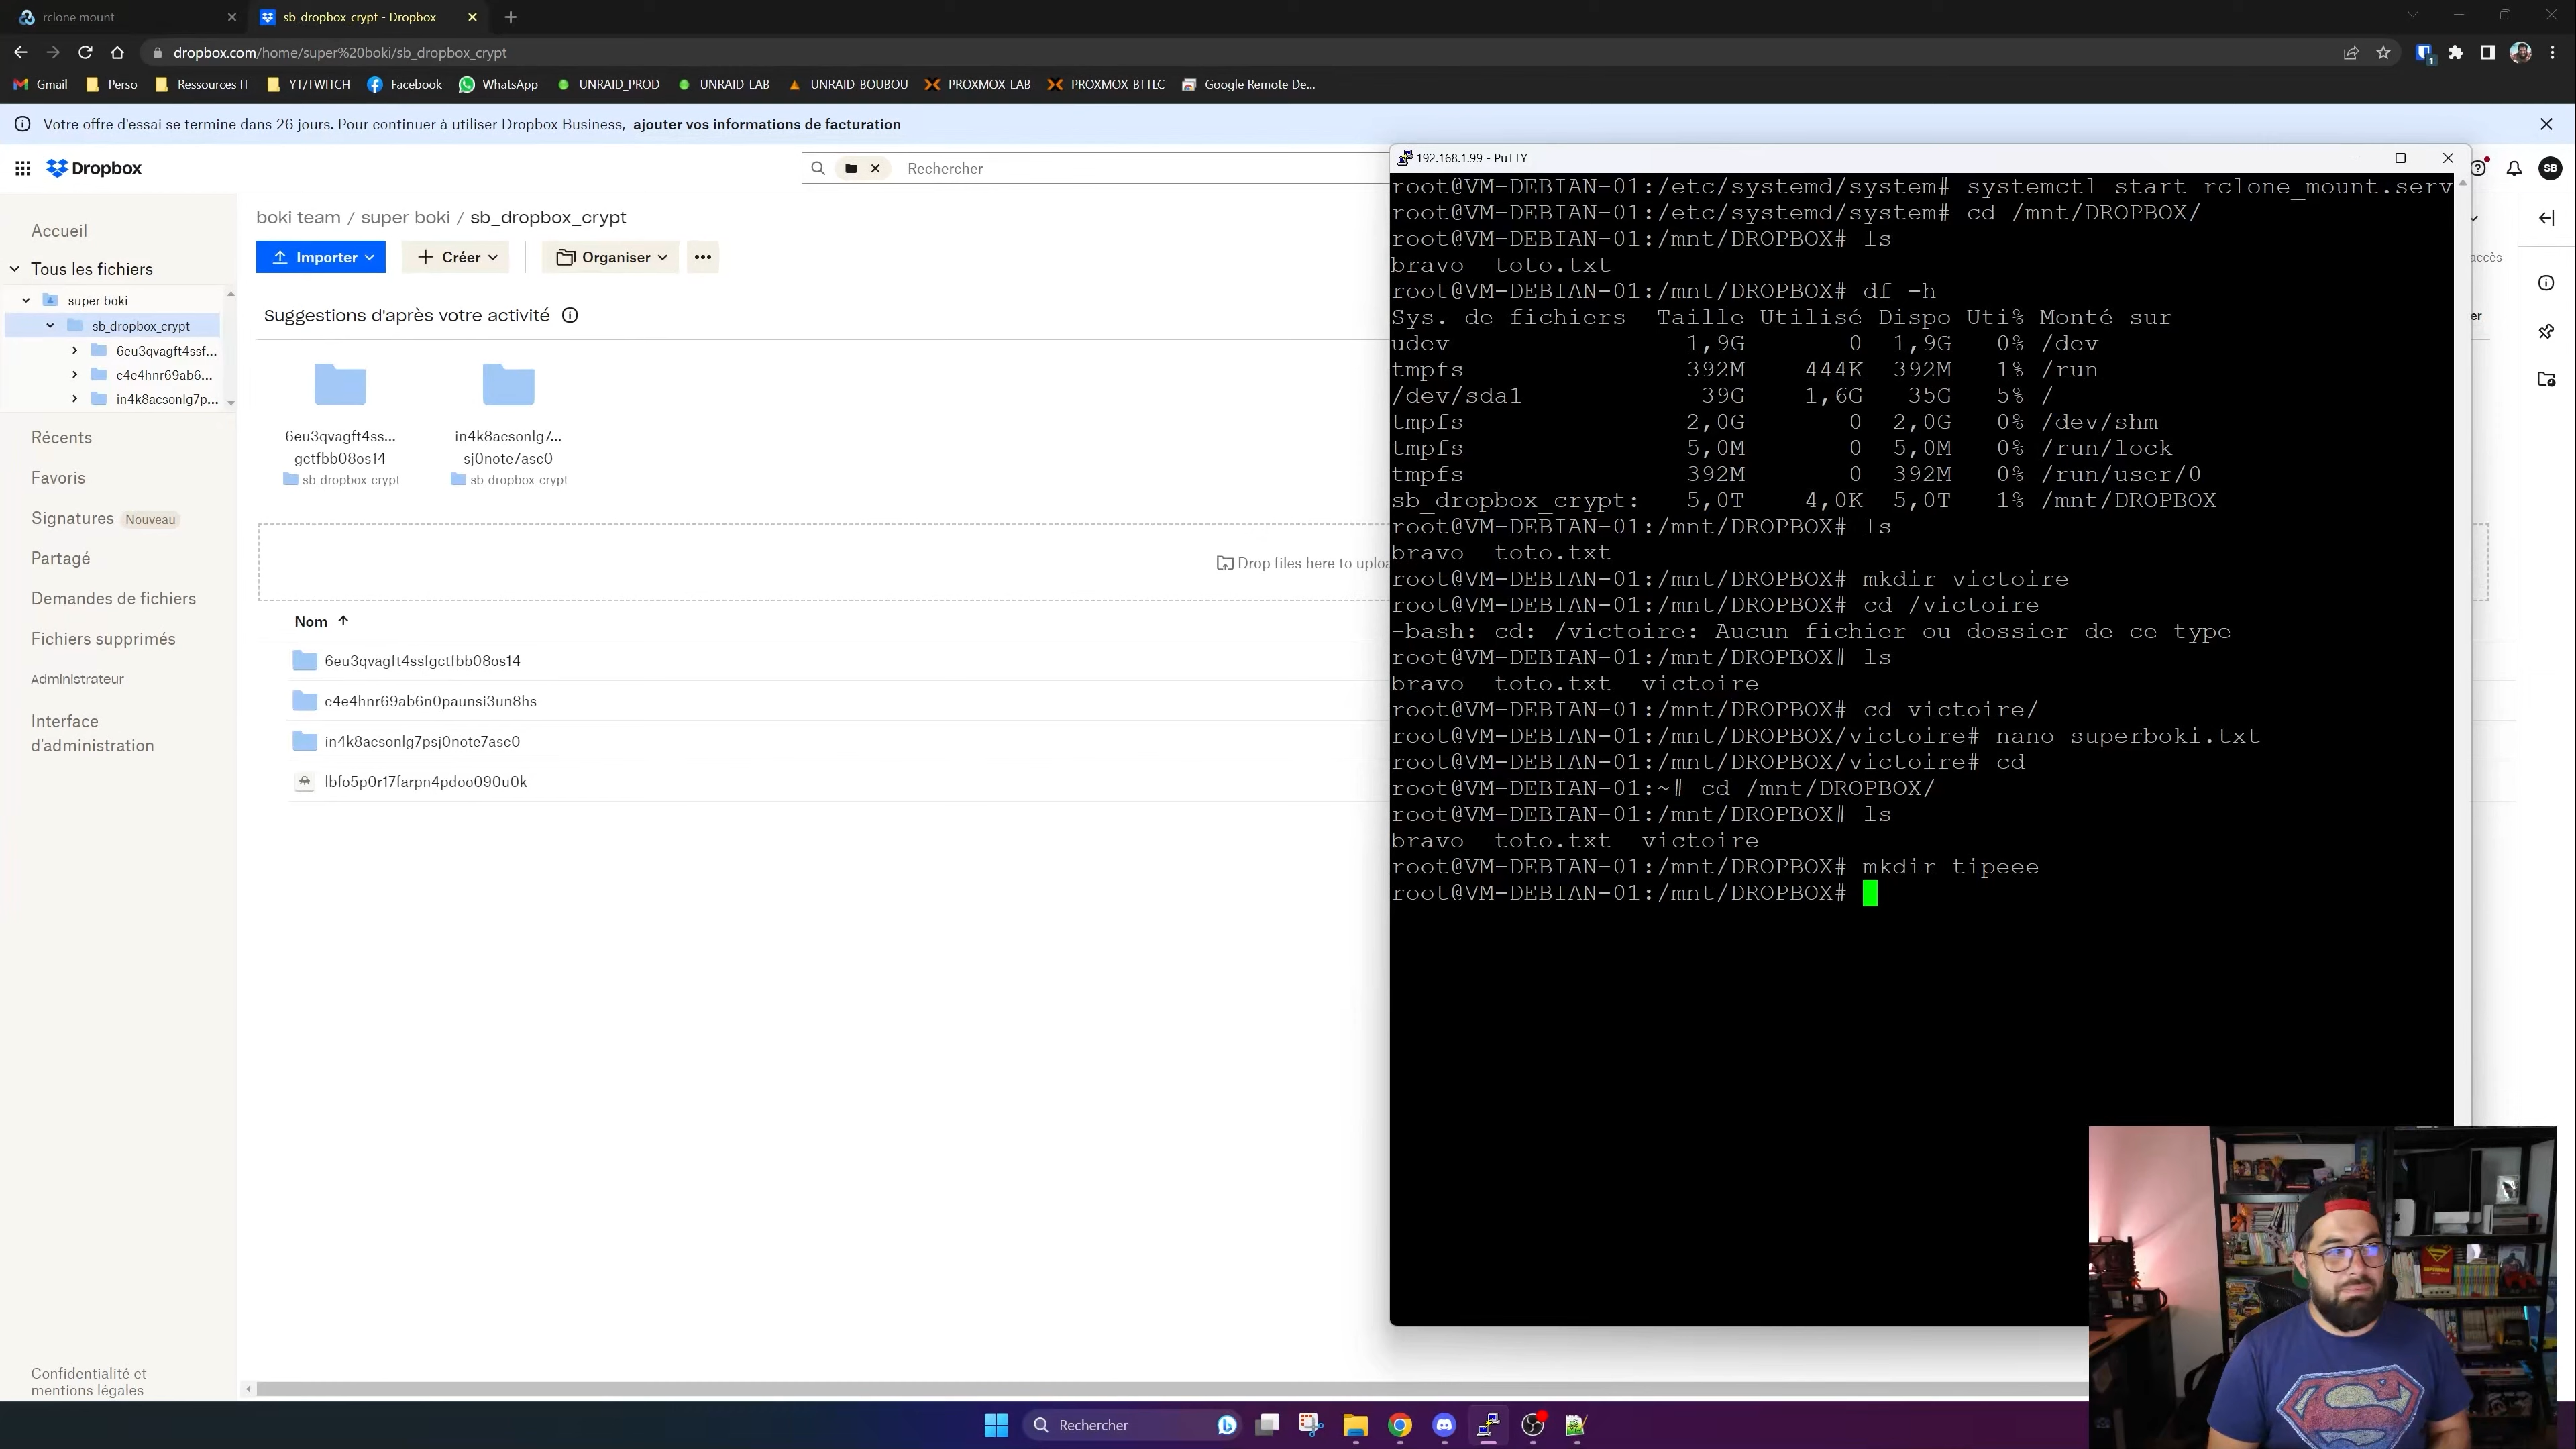 rclone mount
sb_dropbox_crypt - Dropbox
dropbox.com/home/super%20boki/sb_dropbox_crypt
Gmail
Perso
Ressources IT
YT/TWITCH
Facebook
WhatsApp
UNRAID_PROD
UNRAID-LAB
UNRAID-BOUBOU
PROXMOX-LAB
PROXMOX-BTTLC
Google Remote De...
Votre offre d'essai se termine dans 26 jours. Pour continuer à utiliser Dropbox Business, ajouter vos informations de facturation
Dropbox
Rechercher
SB
Accueil
Tous les fichiers
super boki
sb_dropbox_crypt
6eu3qvagft4ssf...
c4e4hnr69ab6...
in4k8acsonlg7p...
Récents
Favoris
Signatures Nouveau
Partagé
Demandes de fichiers
Fichiers supprimés
Administrateur
Interface
d'administration
Confidentialité et
mentions légales
boki team / super boki / sb_dropbox_crypt
Importer
Créer
Organiser
accès
er
Suggestions d'après votre activité
6eu3qvagft4ss...
gctfbb08os14
sb_dropbox_crypt
in4k8acsonlg7...
sj0note7asc0
sb_dropbox_crypt
Drop files here to uploa
Nom
6eu3qvagft4ssfgctfbb08os14
c4e4hnr69ab6n0paunsi3un8hs
in4k8acsonlg7psj0note7asc0
lbfo5p0r17farpn4pdoo090u0k
192.168.1.99 - PuTTY
root@VM-DEBIAN-01:/etc/systemd/system# systemctl start rclone_mount.serv
root@VM-DEBIAN-01:/etc/systemd/system# cd /mnt/DROPBOX/
root@VM-DEBIAN-01:/mnt/DROPBOX# ls
bravo  toto.txt
root@VM-DEBIAN-01:/mnt/DROPBOX# df -h
Sys. de fichiers  Taille Utilisé Dispo Uti% Monté sur
udev                1,9G       0  1,9G   0% /dev
tmpfs               392M    444K  392M   1% /run
/dev/sda1            39G    1,6G   35G   5% /
tmpfs               2,0G       0  2,0G   0% /dev/shm
tmpfs               5,0M       0  5,0M   0% /run/lock
tmpfs               392M       0  392M   0% /run/user/0
sb_dropbox_crypt:   5,0T    4,0K  5,0T   1% /mnt/DROPBOX
root@VM-DEBIAN-01:/mnt/DROPBOX# ls
bravo  toto.txt
root@VM-DEBIAN-01:/mnt/DROPBOX# mkdir victoire
root@VM-DEBIAN-01:/mnt/DROPBOX# cd /victoire
-bash: cd: /victoire: Aucun fichier ou dossier de ce type
root@VM-DEBIAN-01:/mnt/DROPBOX# ls
bravo  toto.txt  victoire
root@VM-DEBIAN-01:/mnt/DROPBOX# cd victoire/
root@VM-DEBIAN-01:/mnt/DROPBOX/victoire# nano superboki.txt
root@VM-DEBIAN-01:/mnt/DROPBOX/victoire# cd
root@VM-DEBIAN-01:~# cd /mnt/DROPBOX/
root@VM-DEBIAN-01:/mnt/DROPBOX# ls
bravo  toto.txt  victoire
root@VM-DEBIAN-01:/mnt/DROPBOX# mkdir tipeee
root@VM-DEBIAN-01:/mnt/DROPBOX#
Rechercher